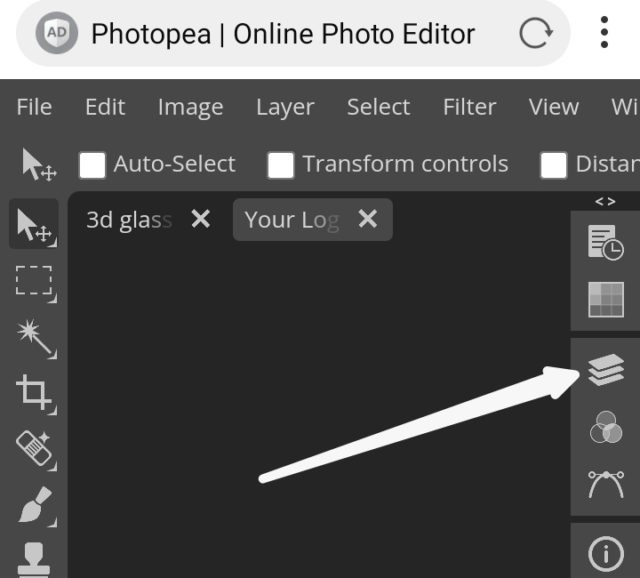 AD Photopea | Online Photo Editor
File Edit Image Layer Select Filter View Wi
Auto-Select Transform controls Distan
< >
3d glass Your Log